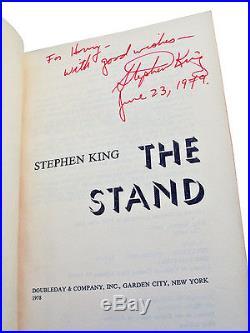 For Harry –
with good wishes –
Stephen King
June 23, 1979.
STEPHEN KING
THE
STAND
DOUBLEDAY & COMPANY, INC., GARDEN CITY, NEW YORK
1978